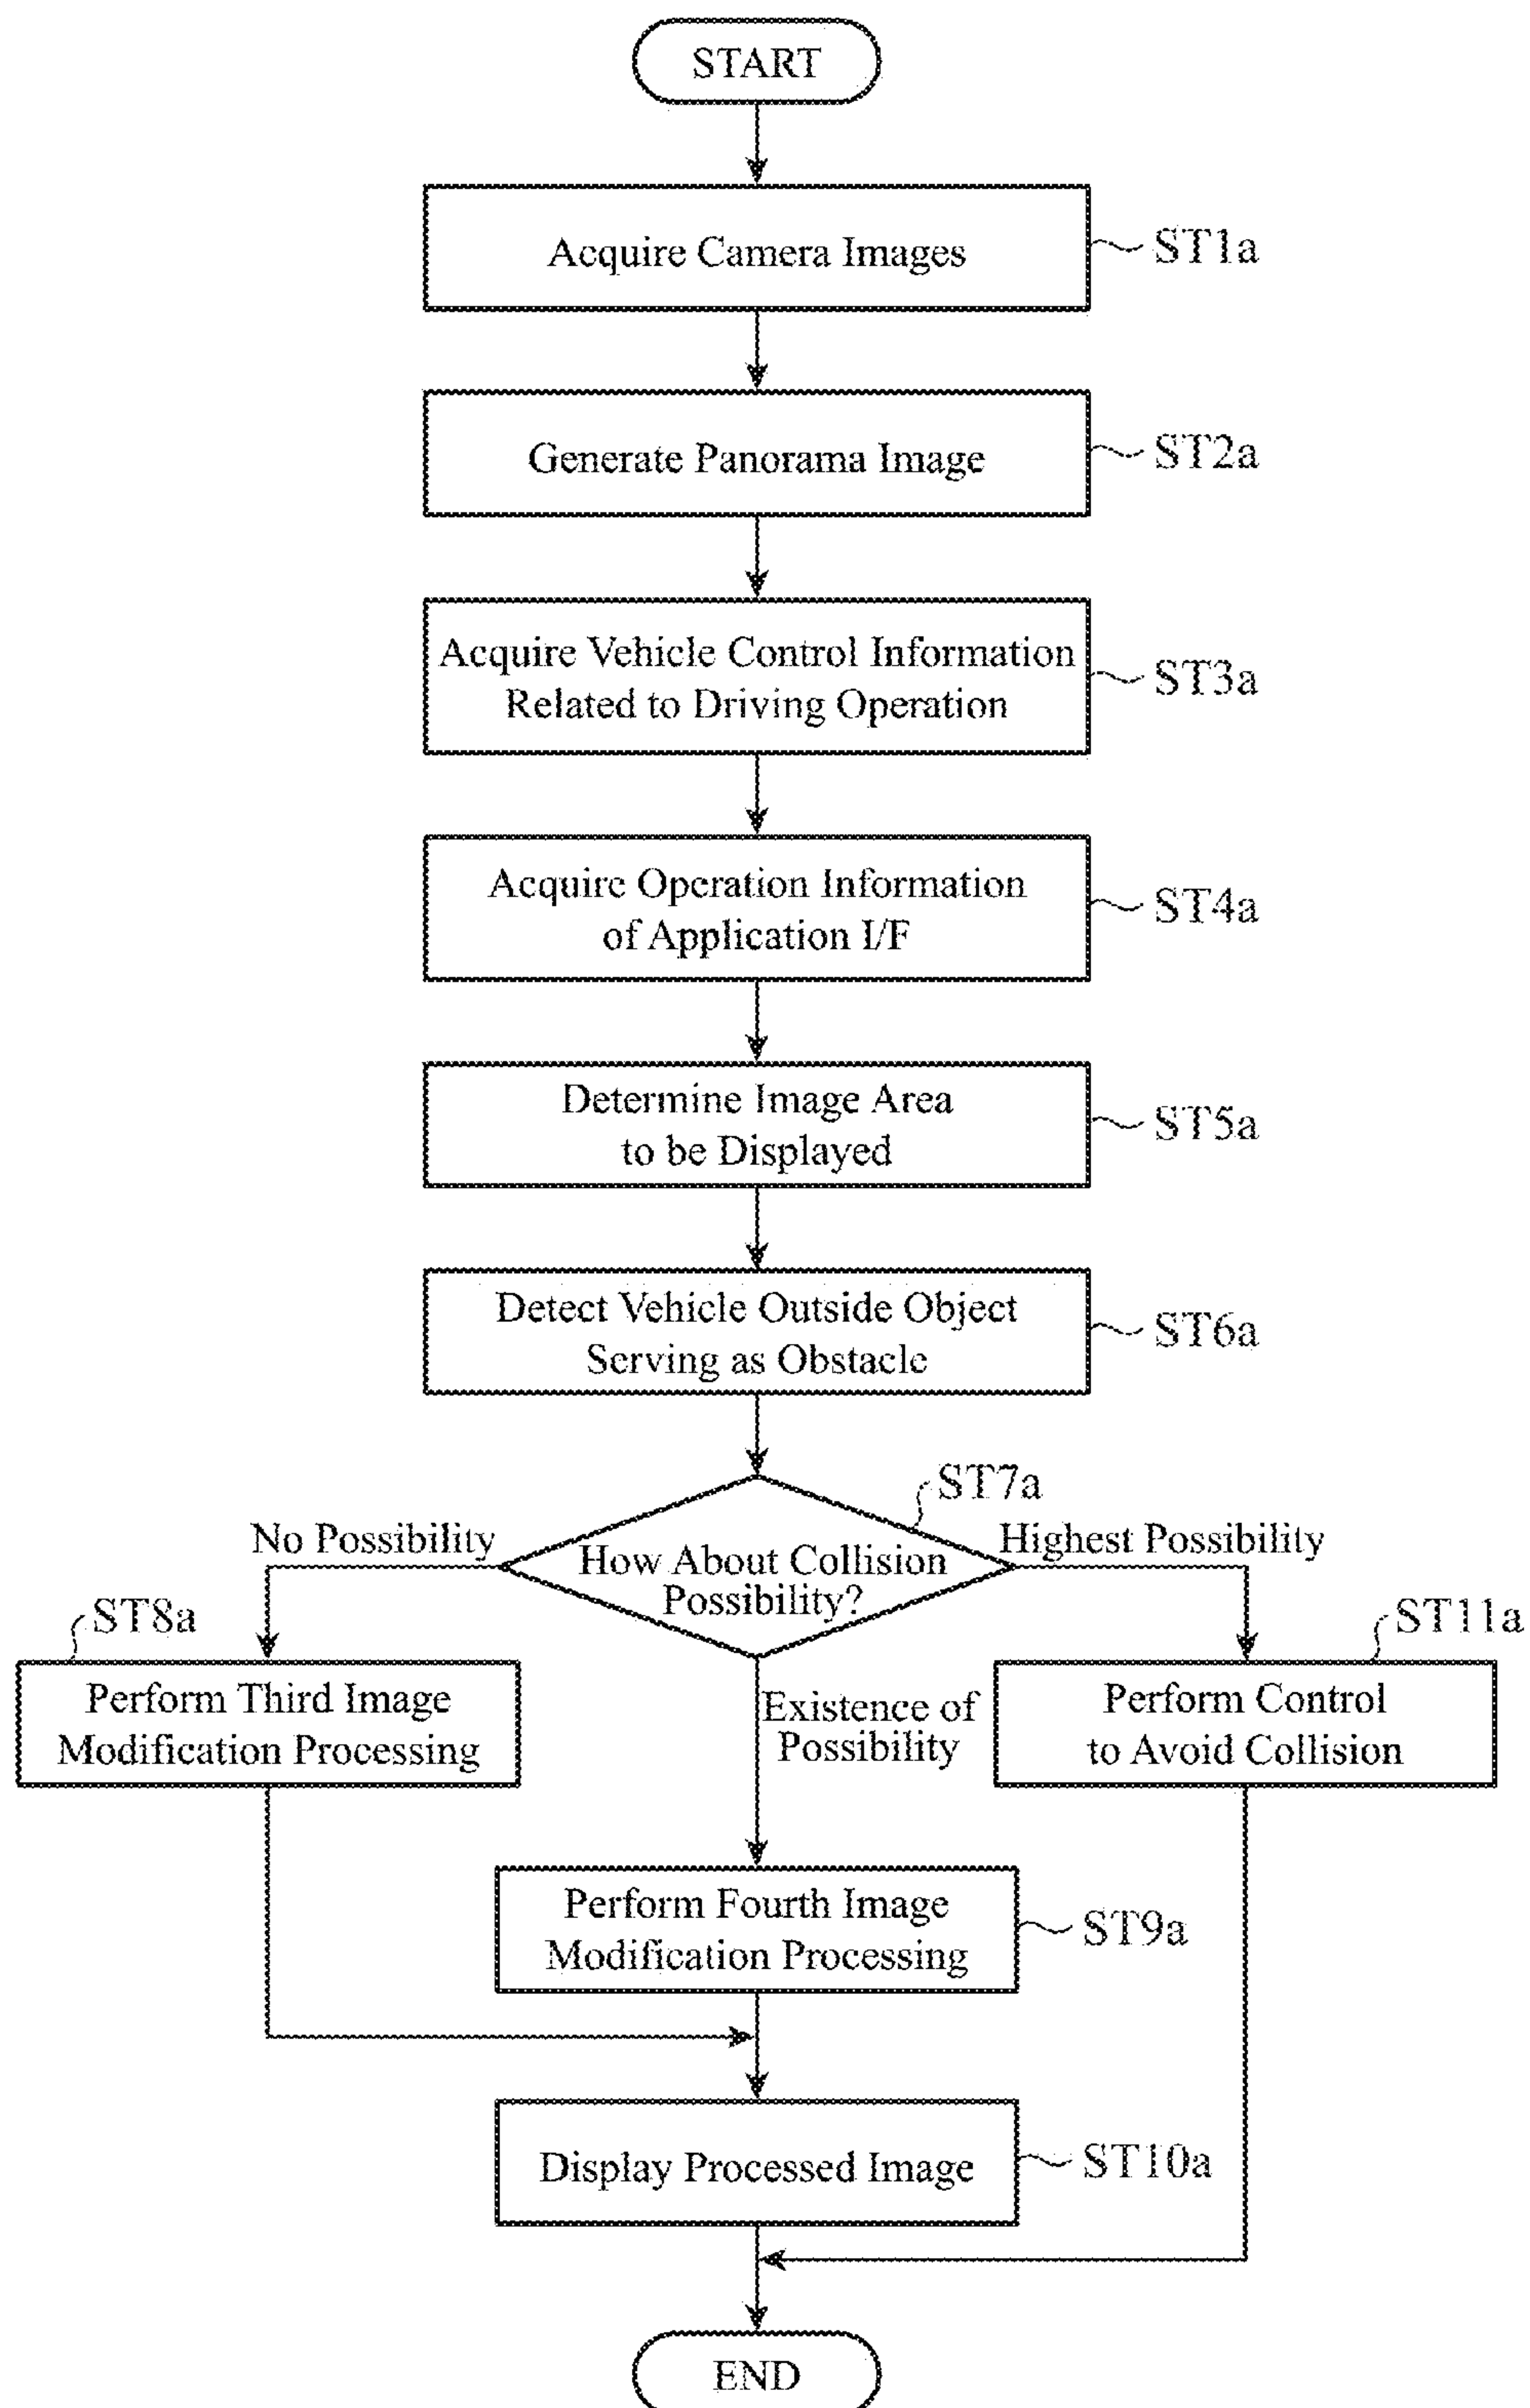 START
Acquire Camera Images
ST1a
Generate Panorama Image
ST2a
Acquire Vehicle Control Information
Related to Driving Operation
ST3a
Acquire Operation Information
of Application I/F
ST4a
Determine Image Area
to be Displayed
ST5a
Detect Vehicle Outside Object
Serving as Obstacle
ST6a
ST7a
No Possibility
How About Collision
Possibility?
Highest Possibility
ST8a
ST11a
Perform Third Image
Modification Processing
Existence of
Possibility
Perform Control
to Avoid Collision
Perform Fourth Image
Modification Processing
ST9a
Display Processed Image
ST10a
END